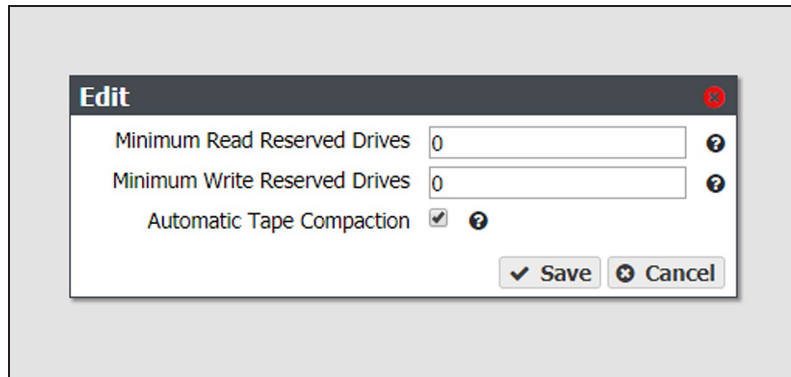 Edit
Minimum Read Reserved Drives 0
Minimum Write Reserved Drives 0
Automatic Tape Compaction
Save Cancel